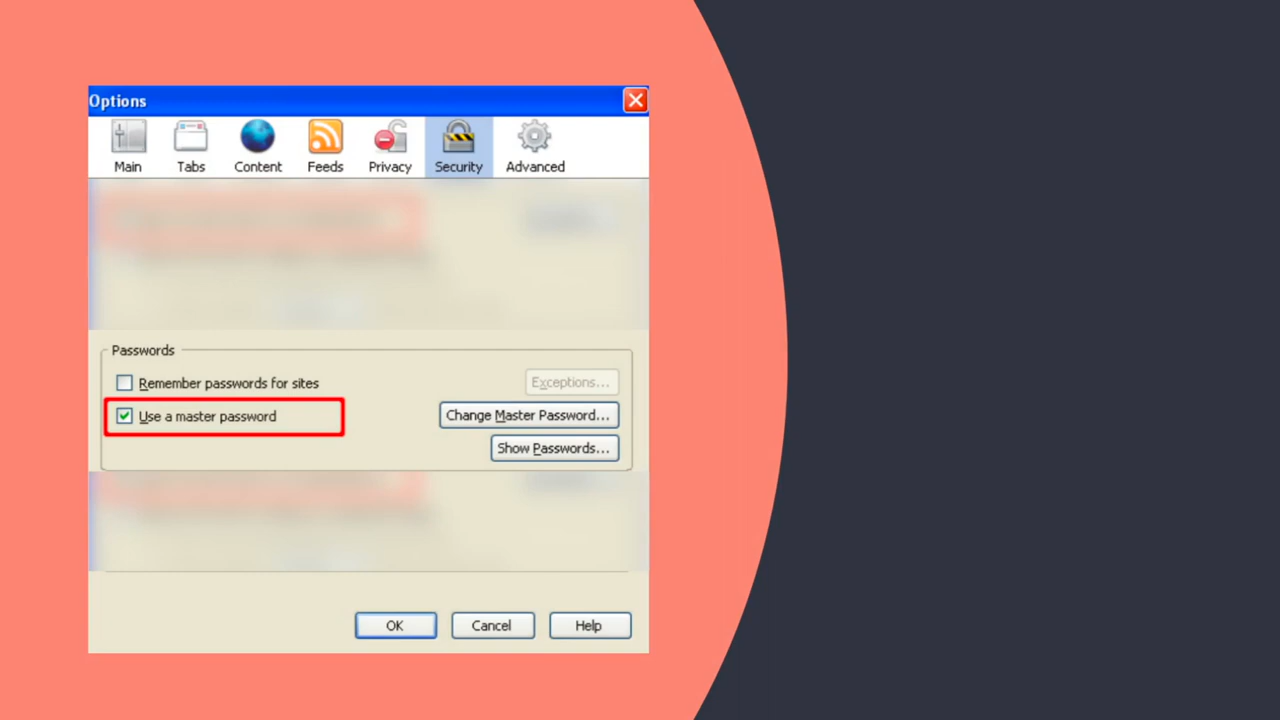 Options
Main Tabs Content Feeds Privacy Security Advanced
Passwords
Remember passwords for sites Exceptions...
Use a master password Change Master Password...
Show Passwords...
OK Cancel Help